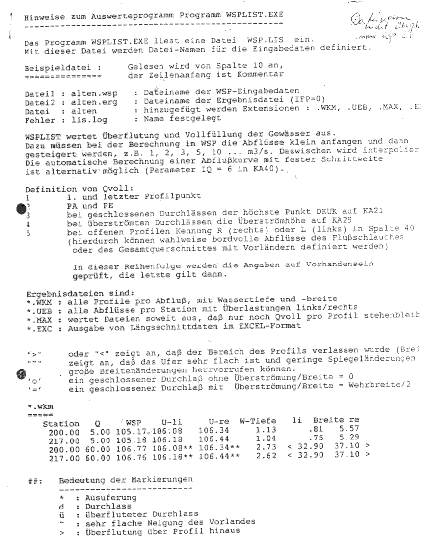 Hinweise zum Auswerteprogramm Programm WSPLIST.EXE
Das Programm WSPLIST.EXE liest eine Datei WSP.LIS ein.
Mit dieser Datei werden Datei-Namen für die Eingabedaten definiert.
Beispieldatei : Gelesen wird von Spalte 10 an,
=============== der Zeilenanfang ist Kommentar
Datei1 : alten.wsp : Dateiname der WSP-Eingabedaten
Datei2 : alten.erg : Dateiname der Ergebnisdatei (IFP=0)
Datei : alten : hinzugefügt werden Extensionen : .WKM, .UEB, .MAX, .E
Fehler : lis.log : Name festgelegt
WSPLIST wertet Überflutung und Vollfüllung der Gewässer aus.
Dazu müssen bei der Berechnung im WSP die Abflüsse klein anfangen und dann
gesteigert werden, z.B. 1, 2, 3, 5, 10 ... m3/s. Dazwischen wird interpolier
Die automatische Berechnung einer Abflußkurve mit fester Schrittweite
ist alternativ möglich (Parameter IQ = 6 in KA40).
Definition von Qvoll:
1 1. und letzter Profilpunkt
PA und PE
3 bei geschlossenen Durchlässen der höchste Punkt DKUK auf KA21
4 bei überströmten Durchlässen die Überströmhöhe auf KA29
5 bei offenen Profilen Kennung R (rechts) oder L (links) in Spalte 40
(hierdurch können wahlweise bordvolle Abflüsse des Flußschlauches
oder des Gesamtquerschnittes mit Vorländern definiert werden)
In dieser Reihenfolge werden die Angaben auf Vorhandensein
geprüft, die letzte gilt dann.
Ergebnisdateien sind:
*.WKM : alle Profile pro Abfluß, mit Wassertiefe und -breite
*.UEB : alle Abflüsse pro Station mit Überlastungen links/rechts
*.MAX : wertet Dateien soweit aus, daß nur noch Qvoll pro Profil stehenbleib
*.EXC : Ausgabe von Längsschnittdaten im EXCEL-Format
">" oder "<" zeigt an, daß der Bereich des Profils verlassen wurde (Brei
"~" zeigt an, daß das Ufer sehr flach ist und geringe Spiegeländerungen
große Breitenänderungen hervorrufen können.
'o' ein geschlossener Durchlaß ohne Überströmung/Breite = 0
'=' ein geschlossener Durchlaß mit Überströmung/Breite = Wehrbreite/2
*.wkm
=====
Station Q WSP U-li U-re W-Tiefe li Breite re
200.00 5.00 105.17 106.08 106.34 1.13 .81 5.57
217.00 5.00 105.18 106.18 106.44 1.04 .75 5.29
200.00 60.00 106.77 106.08** 106.34** 2.73 < 32.90 37.10 >
217.00 60.00 106.76 106.18** 106.44** 2.62 < 32.90 37.10 >
##: Bedeutung der Markierungen
* : Ausuferung
d : Durchlass
ü : überfluteter Durchlass
~ : sehr flache Neigung des Vorlandes
> : Überflutung über Profil hinaus